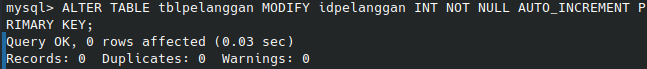 mysql> ALTER TABLE tblpelanggan MODIFY idpelanggan INT NOT NULL AUTO_INCREMENT P
RIMARY KEY;
Query OK, 0 rows affected (0.03 sec)
Records: 0  Duplicates: 0  Warnings: 0